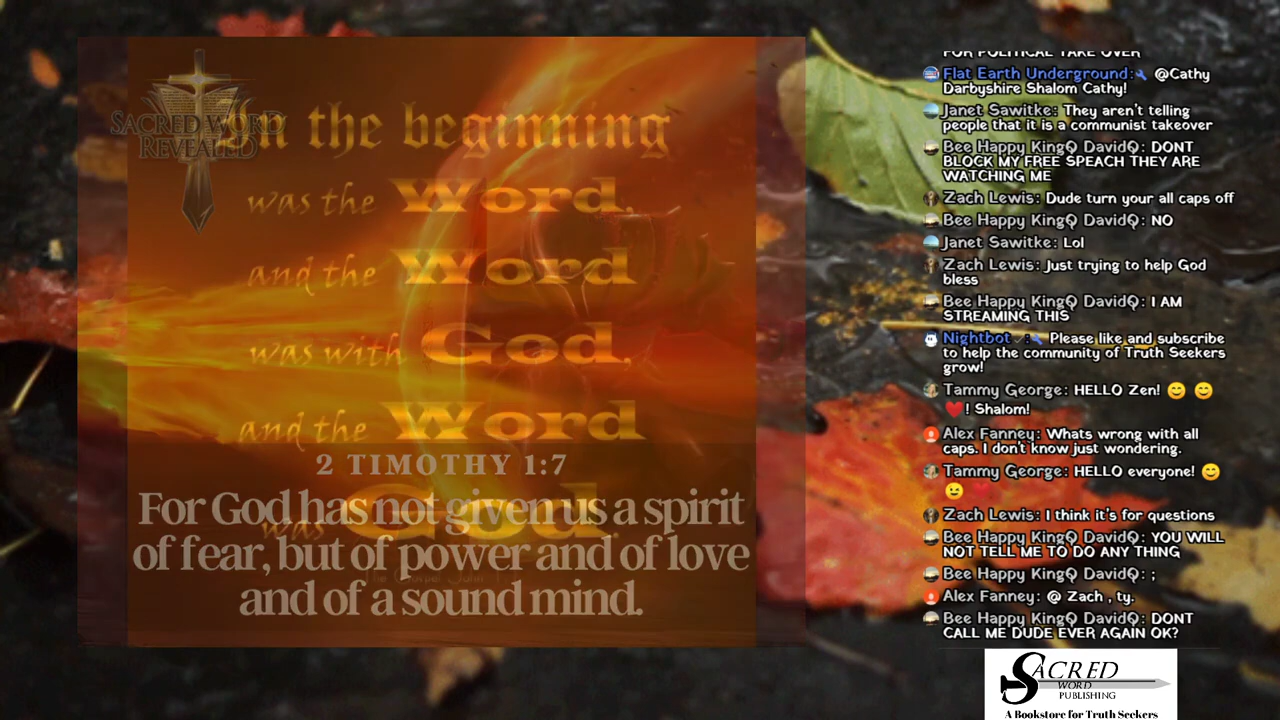 SACRED WORD
REVEALED
In the beginning
was the Word,
and the Word
was with God,
and the Word
was God.
The Gospel John
2 TIMOTHY 1:7
For God has not given us a spirit
of fear, but of power and of love
and of a sound mind.
FOR POLITICAL TAKE OVER
Flat Earth Underground: @Cathy
Darbyshire Shalom Cathy!
Janet Sawitke: They aren't telling
people that it is a communist takeover
Bee Happy KingQ DavidQ: DONT
BLOCK MY FREE SPEACH THEY ARE
WATCHING ME
Zach Lewis: Dude turn your all caps off
Bee Happy KingQ DavidQ: NO
Janet Sawitke: Lol
Zach Lewis: Just trying to help God
bless
Bee Happy KingQ DavidQ: I AM
STREAMING THIS
Nightbot : Please like and subscribe
to help the community of Truth Seekers
grow!
Tammy George: HELLO Zen! 😊 😊
❤️! Shalom!
Alex Fanney: Whats wrong with all
caps. I don't know just wondering.
Tammy George: HELLO everyone! 😊
😉 ❤️
Zach Lewis: I think it's for questions
Bee Happy KingQ DavidQ: YOU WILL
NOT TELL ME TO DO ANY THING
Bee Happy KingQ DavidQ: ;
Alex Fanney: @ Zach , ty.
Bee Happy KingQ DavidQ: DONT
CALL ME DUDE EVER AGAIN OK?
SACRED
WORD
PUBLISHING
A Bookstore for Truth Seekers